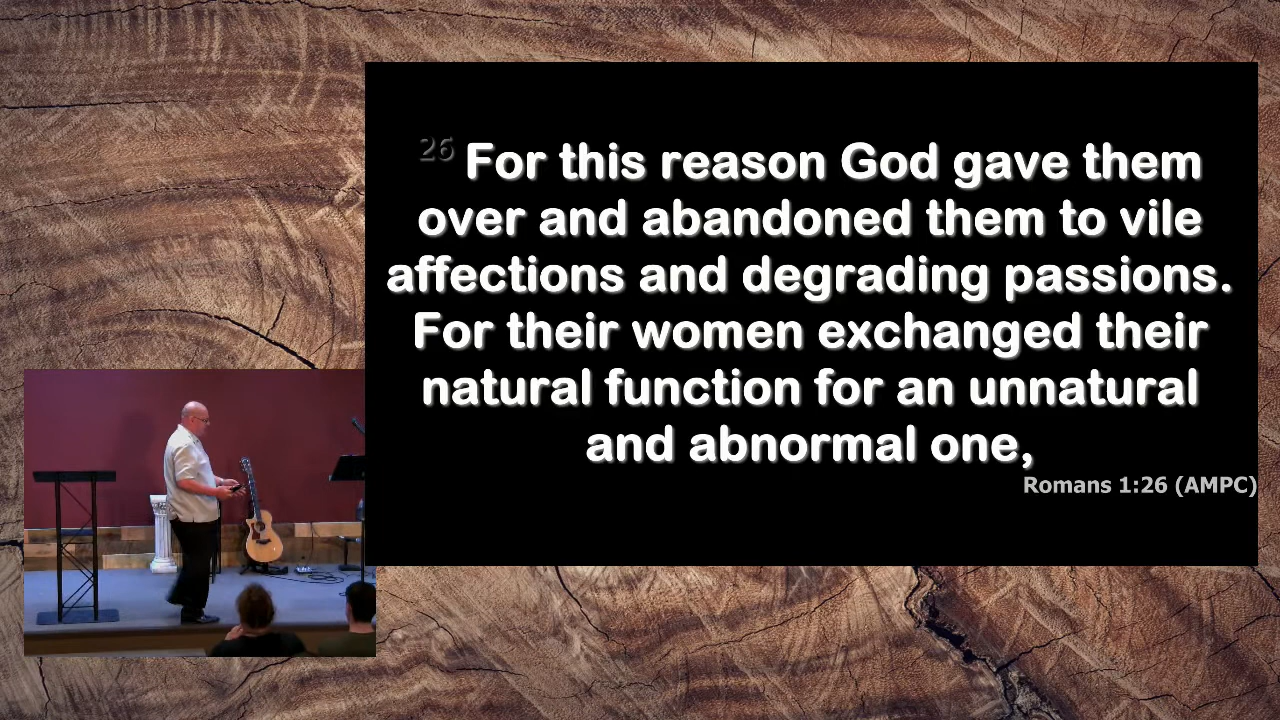 26 For this reason God gave them
over and abandoned them to vile
affections and degrading passions.
For their women exchanged their
natural function for an unnatural
and abnormal one,
Romans 1:26 (AMPC)